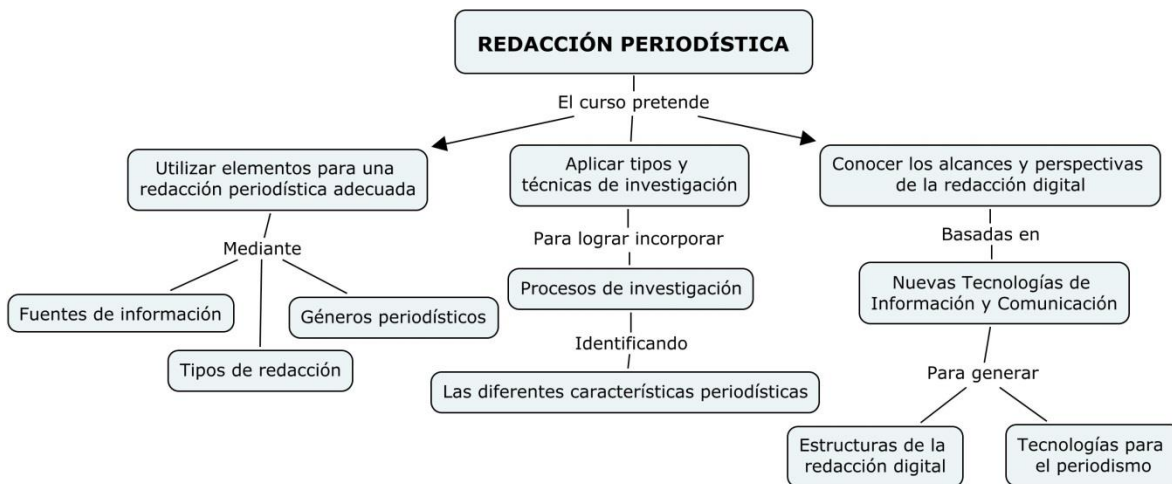 REDACCIÓN PERIODÍSTICA
El curso pretende
Utilizar elementos para una
redacción periodística adecuada
Mediante
Fuentes de información
Tipos de redacción
Géneros periodísticos
Aplicar tipos y
técnicas de investigación
Para lograr incorporar
Procesos de investigación
Identificando
Las diferentes características periodísticas
Conocer los alcances y perspectivas
de la redacción digital
Basadas en
Nuevas Tecnologías de
Información y Comunicación
Para generar
Estructuras de la
redacción digital
Tecnologías para
el periodismo